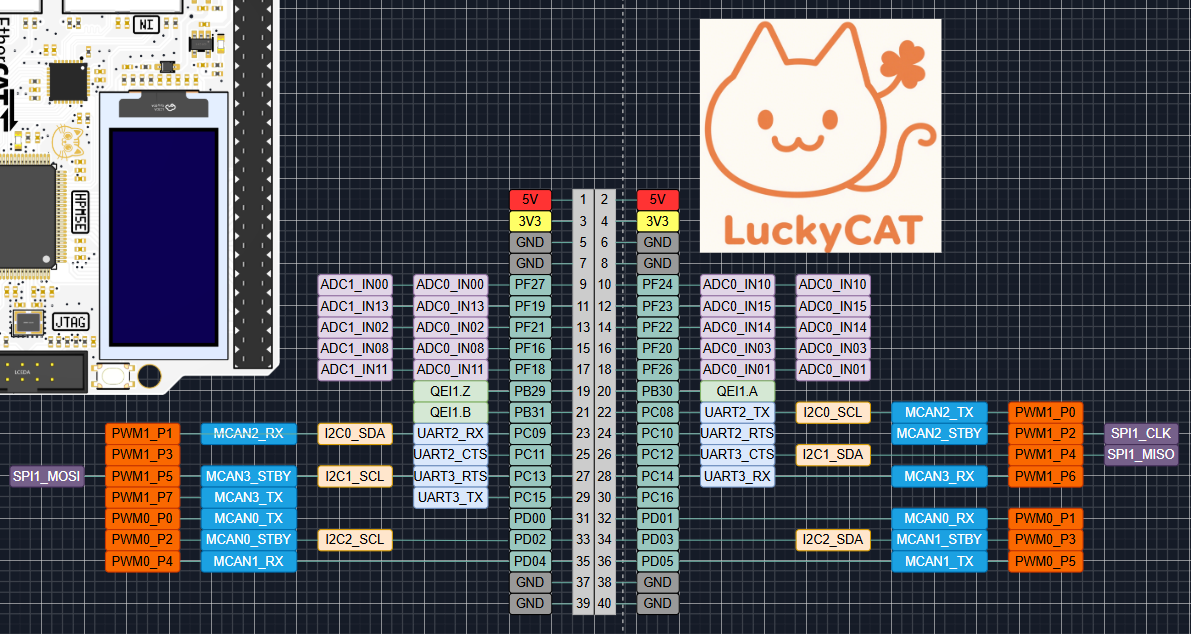 NI
EtherCAT
HPM5E
JTAG
LuckyCAT
5V 1 2 5V
3V3 3 4 3V3
GND 5 6 GND
GND 7 8 GND
ADC1_IN00 ADC0_IN00 PF27 9 10 PF24 ADC0_IN10 ADC0_IN10
ADC1_IN13 ADC0_IN13 PF19 11 12 PF23 ADC0_IN15 ADC0_IN15
ADC1_IN02 ADC0_IN02 PF21 13 14 PF22 ADC0_IN14 ADC0_IN14
ADC1_IN08 ADC0_IN08 PF16 15 16 PF20 ADC0_IN03 ADC0_IN03
ADC1_IN11 ADC0_IN11 PF18 17 18 PF26 ADC0_IN01 ADC0_IN01
QEI1.Z PB29 19 20 PB30 QEI1.A
QEI1.B PB31 21 22 PC08 UART2_TX I2C0_SCL MCAN2_TX PWM1_P0
PWM1_P1 MCAN2_RX I2C0_SDA UART2_RX PC09 23 24 PC10 UART2_RTS MCAN2_STBY PWM1_P2 SPI1_CLK
PWM1_P3 UART2_CTS PC11 25 26 PC12 UART3_CTS I2C1_SDA PWM1_P4 SPI1_MISO
SPI1_MOSI PWM1_P5 MCAN3_STBY I2C1_SCL UART3_RTS PC13 27 28 PC14 UART3_RX MCAN3_RX PWM1_P6
PWM1_P7 MCAN3_TX UART3_TX PC15 29 30 PC16
PWM0_P0 MCAN0_TX PD00 31 32 PD01 MCAN0_RX PWM0_P1
PWM0_P2 MCAN0_STBY I2C2_SCL PD02 33 34 PD03 I2C2_SDA MCAN1_STBY PWM0_P3
PWM0_P4 MCAN1_RX PD04 35 36 PD05 MCAN1_TX PWM0_P5
GND 37 38 GND
GND 39 40 GND